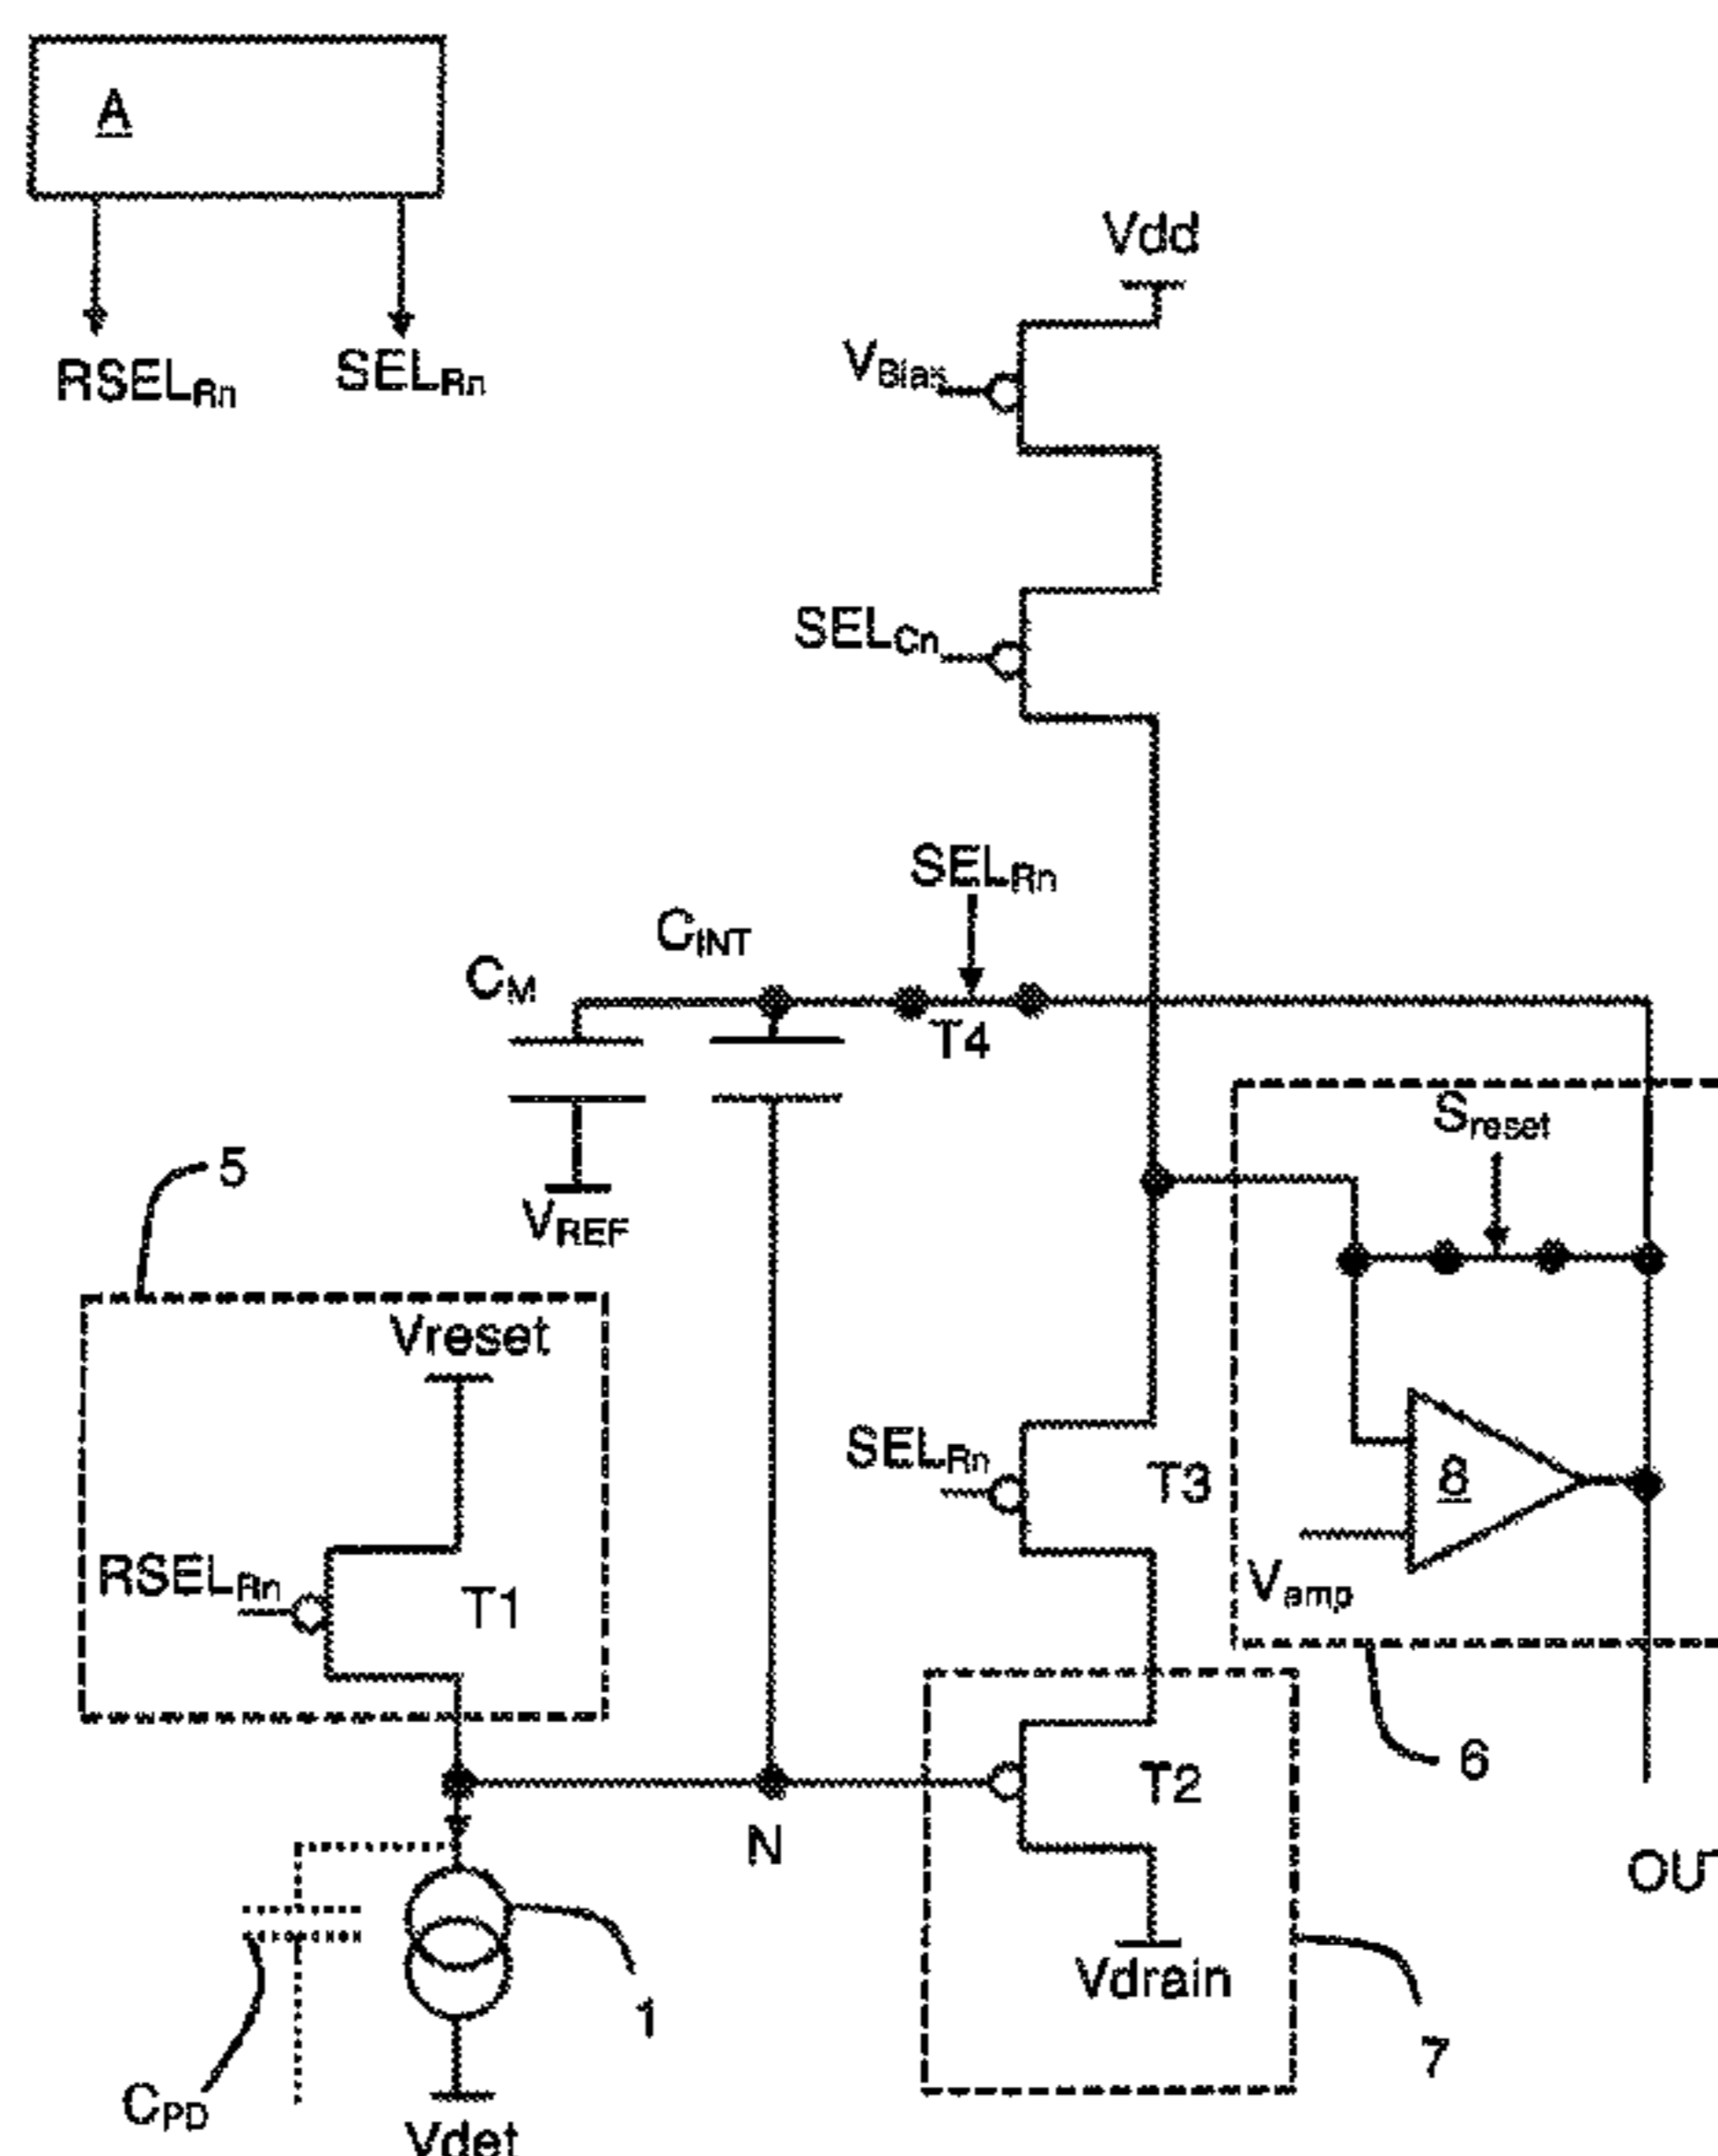 A
RSELRn
SELRn
Vdd
VBias
SELCn
SELRn
CINT
CM
T4
VREF
Sreset
5
Vreset
SELRn
T3
8
RSELRn
T1
Vamp
6
T2
N
OUT
1
Vdrain
7
CPD
Vdet